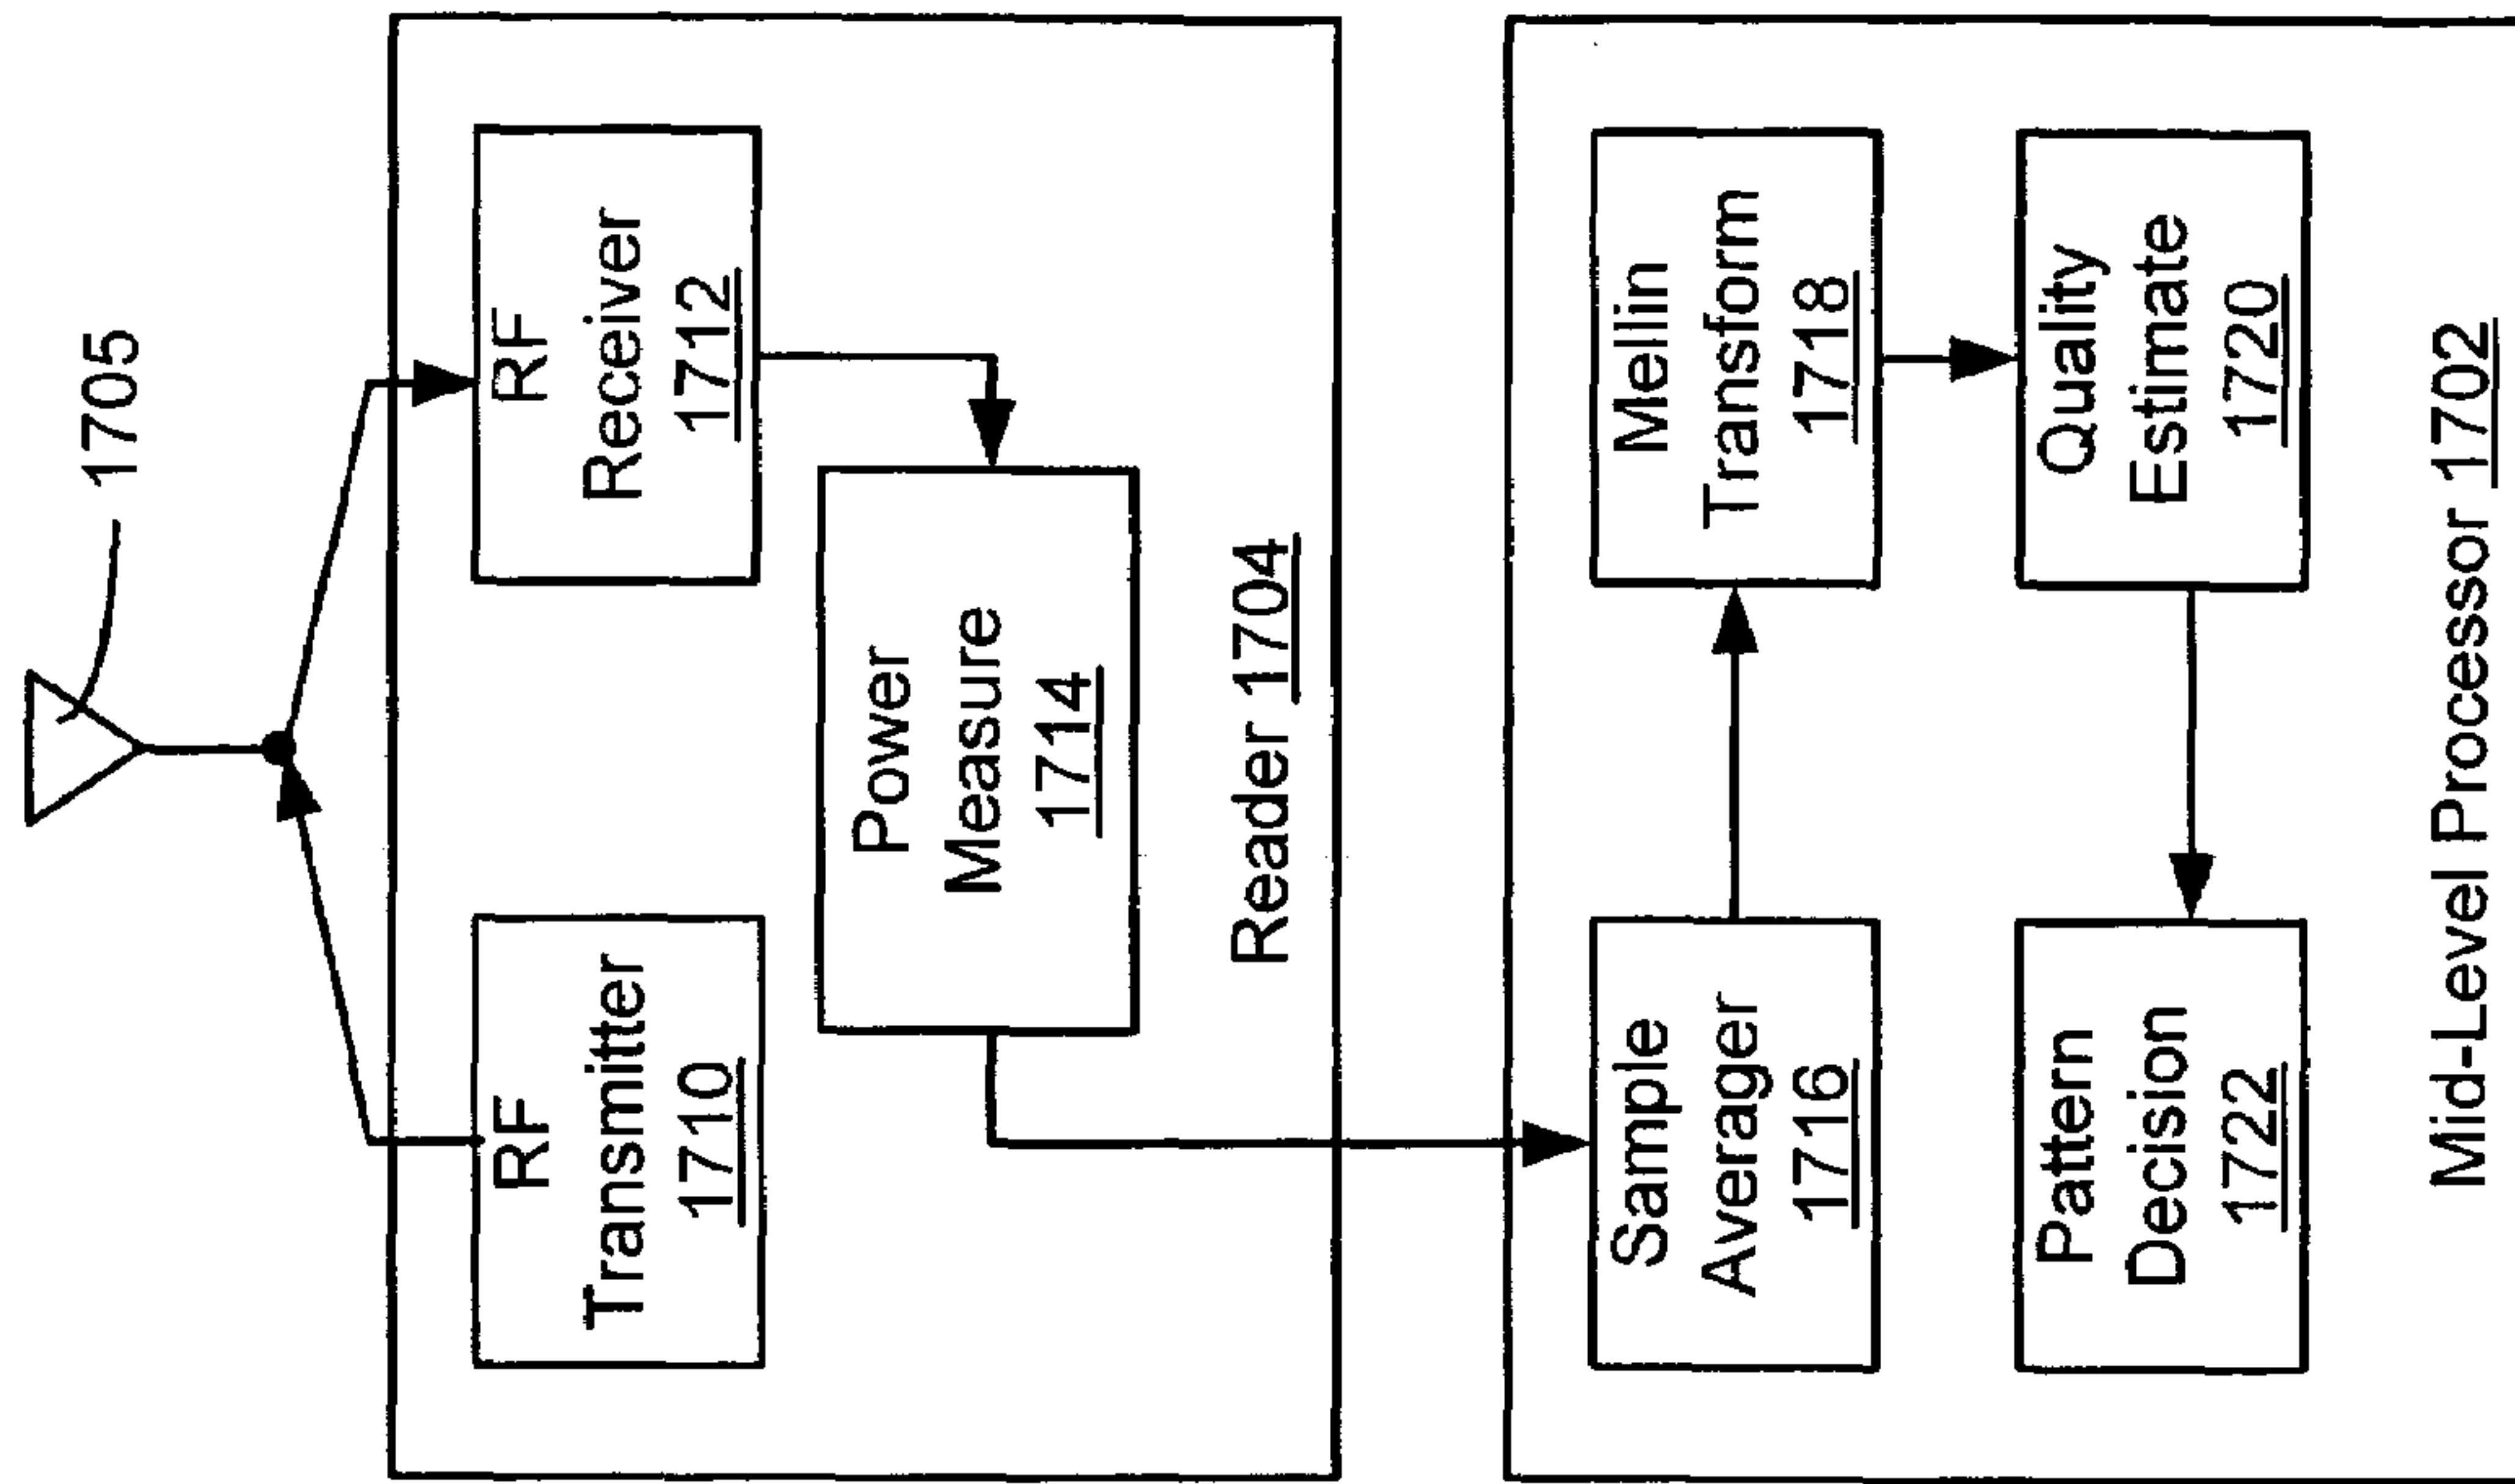 1705
RF
Transmitter
1710
RF
Receiver
1712
Power
Measure
1714
Reader 1704
Sample
Averager
1716
Mellin
Transform
1718
Pattern
Decision
1722
Quality
Estimate
1720
Mid-Level Processor 1702